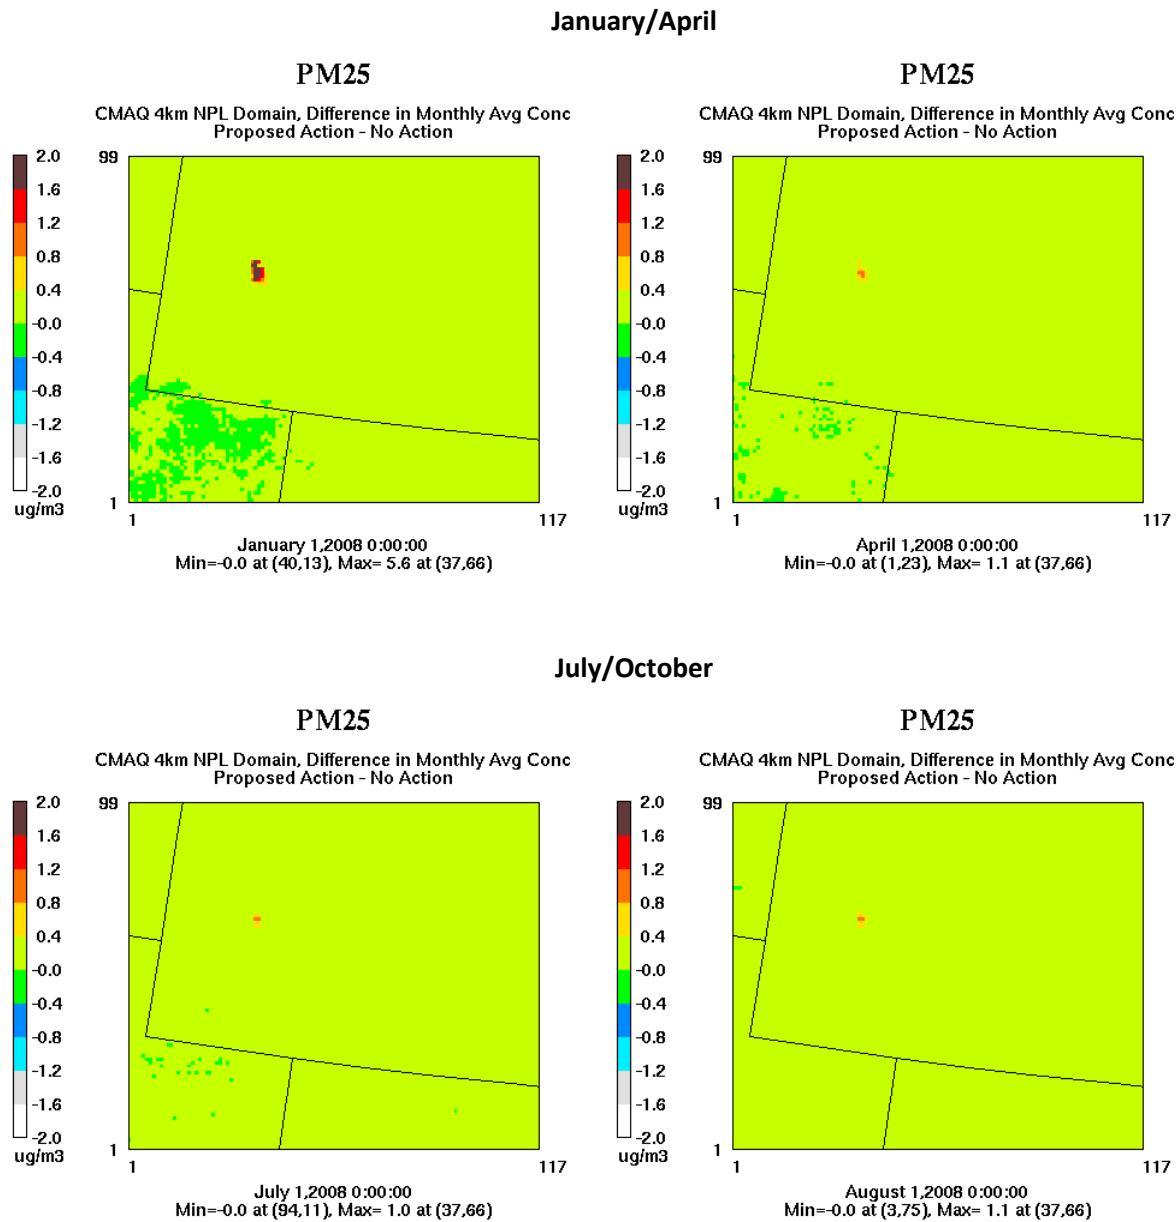 January/April
PM25
CMAQ 4km NPL Domain, Difference in Monthly Avg Conc
Proposed Action - No Action
2.0
1.6
1.2
0.8
0.4
-0.0
-0.4
-0.8
-1.2
-1.6
-2.0
ug/m3
99
1
1
117
January 1,2008 0:00:00
Min=-0.0 at (40,13), Max= 5.6 at (37,66)
PM25
CMAQ 4km NPL Domain, Difference in Monthly Avg Conc
Proposed Action - No Action
2.0
1.6
1.2
0.8
0.4
-0.0
-0.4
-0.8
-1.2
-1.6
-2.0
ug/m3
99
1
1
117
April 1,2008 0:00:00
Min=-0.0 at (1,23), Max= 1.1 at (37,66)
July/October
PM25
CMAQ 4km NPL Domain, Difference in Monthly Avg Conc
Proposed Action - No Action
2.0
1.6
1.2
0.8
0.4
-0.0
-0.4
-0.8
-1.2
-1.6
-2.0
ug/m3
99
1
1
117
July 1,2008 0:00:00
Min=-0.0 at (94,11), Max= 1.0 at (37,66)
PM25
CMAQ 4km NPL Domain, Difference in Monthly Avg Conc
Proposed Action - No Action
2.0
1.6
1.2
0.8
0.4
-0.0
-0.4
-0.8
-1.2
-1.6
-2.0
ug/m3
99
1
1
117
August 1,2008 0:00:00
Min=-0.0 at (3,75), Max= 1.1 at (37,66)